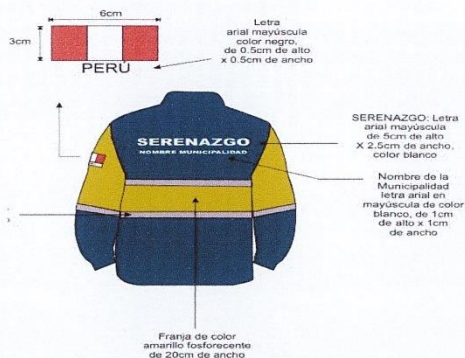 6cm
3cm
PERÚ
Letra
arial mayúscula
color negro,
de 0.5cm de alto
x 0.5cm de ancho
SERENAZGO
NOMBRE MUNICIPALIDAD
SERENAZGO: Letra
arial mayúscula
de 5cm de alto
X 2.5cm de ancho,
color blanco
Nombre de la
Municipalidad
letra arial en
mayúscula de color
blanco, de 1cm
de alto x 1cm
de ancho
Franja de color
amarillo fosforecente
de 20cm de ancho